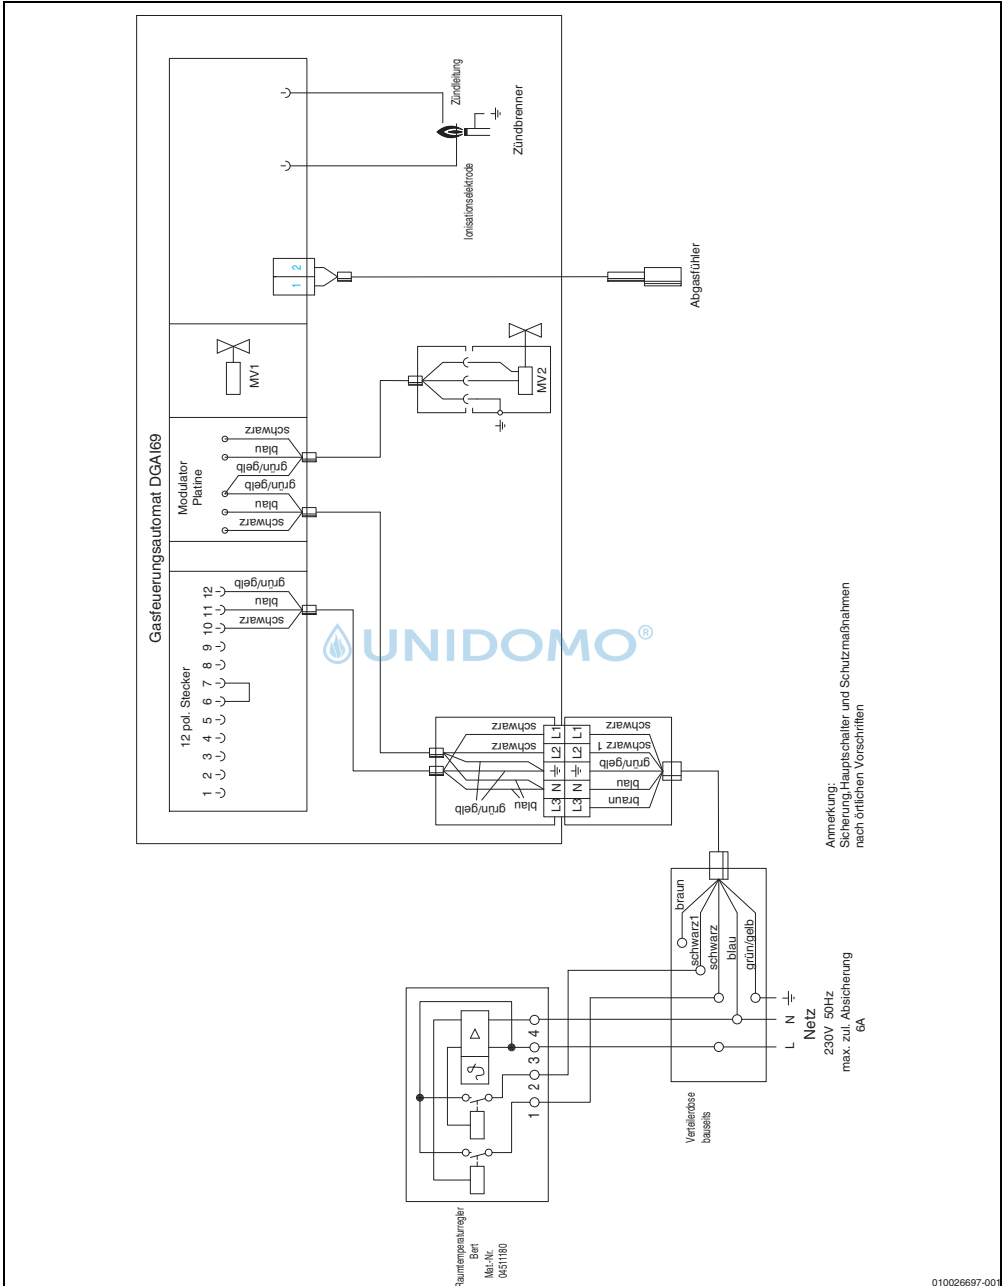 Gasfeuerungsautomat DGAI69
12 pol. Stecker
1 2 3 4 5 6 7 8 9 10 11 12
schwarz
blau
grün/gelb
Modulator
Platine
schwarz
blau
grün/gelb
grün/gelb
blau
schwarz
MV1
1 2
Zündleitung
Ionisationselektrode
Zündbrenner
Abgasfühler
MV2
UNIDOMO®
schwarz
schwarz
grün/gelb
blau
L3 N L2 L1
L3 N L2 L1
schwarz
schwarz 1
grün/gelb
blau
braun
braun
schwarz1
schwarz
blau
grün/gelb
Verteilerdose
bauseits
L N
Netz
230V 50Hz
max. zul. Absicherung
6A
1 2 3 4
Raumtemperaturregler
Bert
Mat.-Nr.
04511180
Anmerkung:
Sicherung,Hauptschalter und Schutzmaßnahmen
nach örtlichen Vorschriften
010026697-001